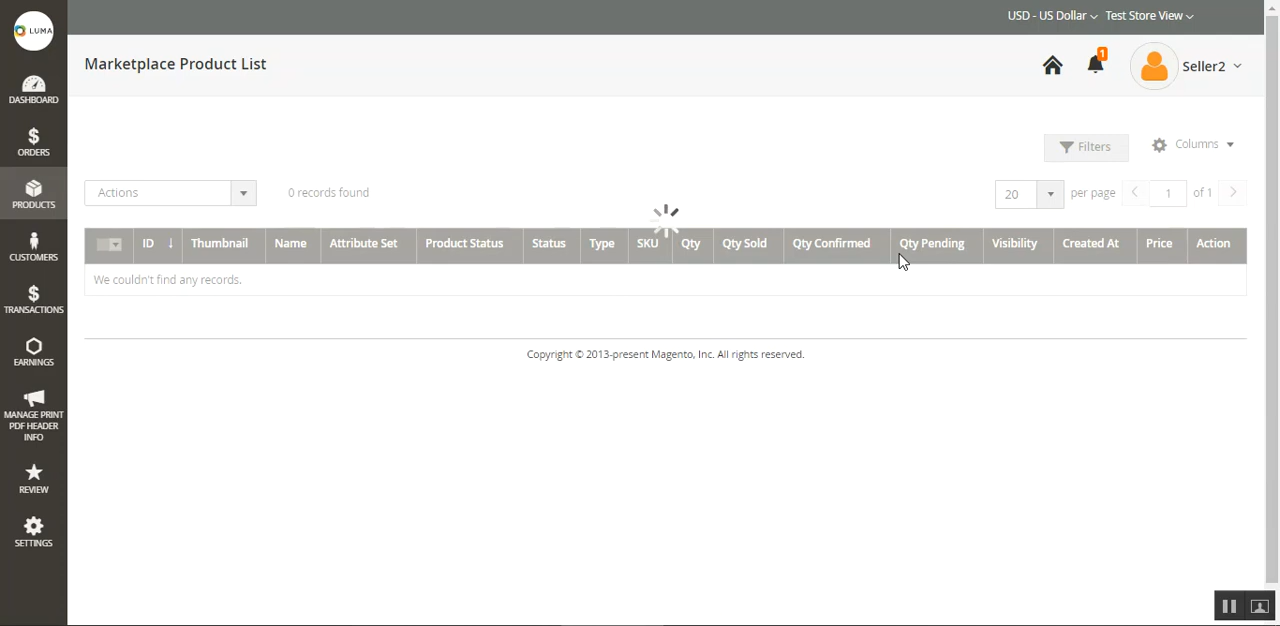 USD - US Dollar Test Store View
LUMA
Marketplace Product List
1
Seller2
DASHBOARD
ORDERS
PRODUCTS
CUSTOMERS
TRANSACTIONS
EARNINGS
MANAGE PRINT
PDF HEADER
INFO
REVIEW
SETTINGS
Filters Columns
Actions 0 records found 20 per page 1 of 1
ID ↓ Thumbnail Name Attribute Set Product Status Status Type SKU Qty Qty Sold Qty Confirmed Qty Pending Visibility Created At Price Action
We couldn't find any records.
Copyright © 2013-present Magento, Inc. All rights reserved.